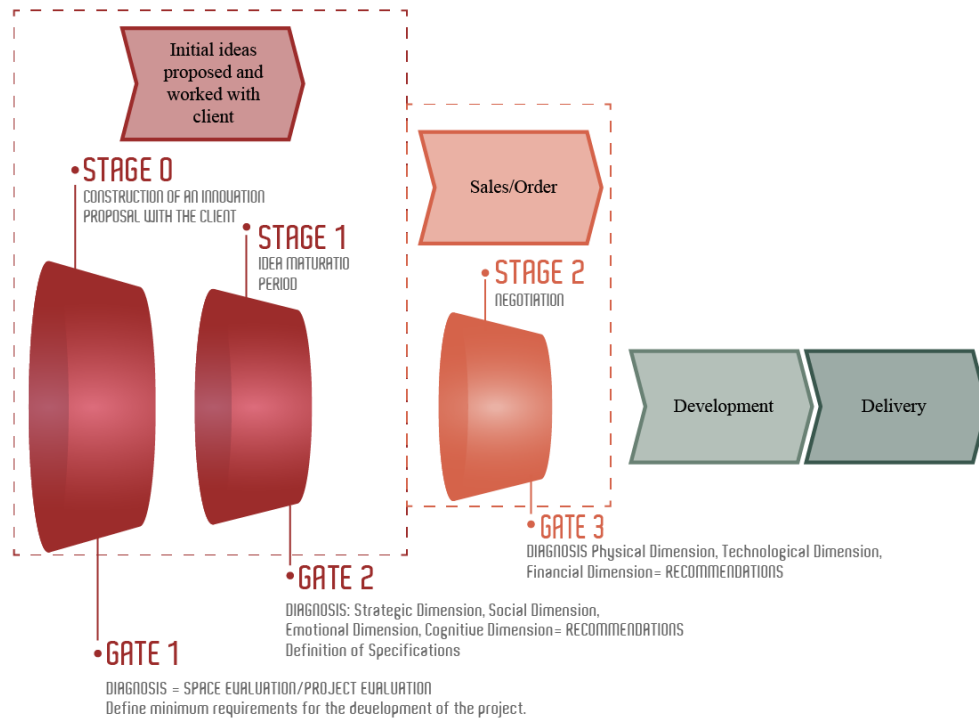 Initial ideas
proposed and
worked with
client
STAGE 0
CONSTRUCTION OF AN INNOVATION
PROPOSAL WITH THE CLIENT
STAGE 1
IDEA MATURATIO
PERIOD
Sales/Order
STAGE 2
NEGOTIATION
Development
Delivery
GATE 3
DIAGNOSIS Physical Dimension, Technological Dimension,
Financial Dimension= RECOMMENDATIONS
GATE 2
DIAGNOSIS: Strategic Dimension, Social Dimension,
Emotional Dimension, Cognitive Dimension= RECOMMENDATIONS
Definition of Specifications
GATE 1
DIAGNOSIS = SPACE EVALUATION/PROJECT EVALUATION
Define minimum requirements for the development of the project.